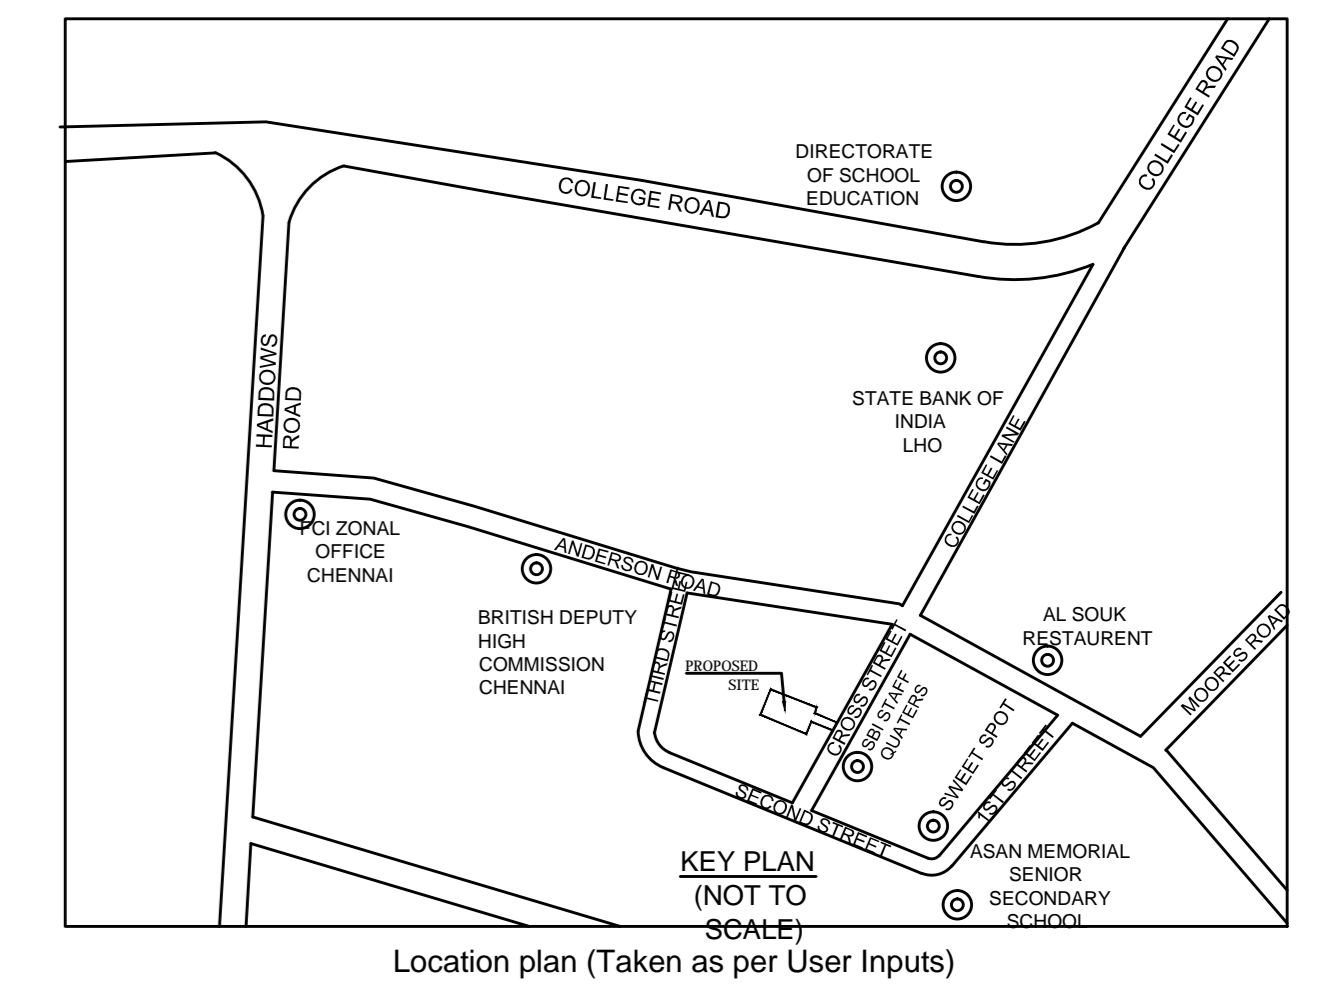 COLLEGE ROAD
DIRECTORATE
OF SCHOOL
EDUCATION
COLLEGE ROAD
HADDOWS
ROAD
STATE BANK OF
INDIA
LHO
COLLEGE LANE
FCI ZONAL
OFFICE
CHENNAI
ANDERSON ROAD
BRITISH DEPUTY
HIGH
COMMISSION
CHENNAI
THIRD STREET
PROPOSED
SITE
CROSS STREET
SBI STAFF
QUATERS
SWEET SPOT
1ST STREET
AL SOUK
RESTAURENT
MOORES ROAD
SECOND STREET
ASAN MEMORIAL
SENIOR
SECONDARY
SCHOOL
KEY PLAN
(NOT TO
SCALE)
Location plan (Taken as per User Inputs)